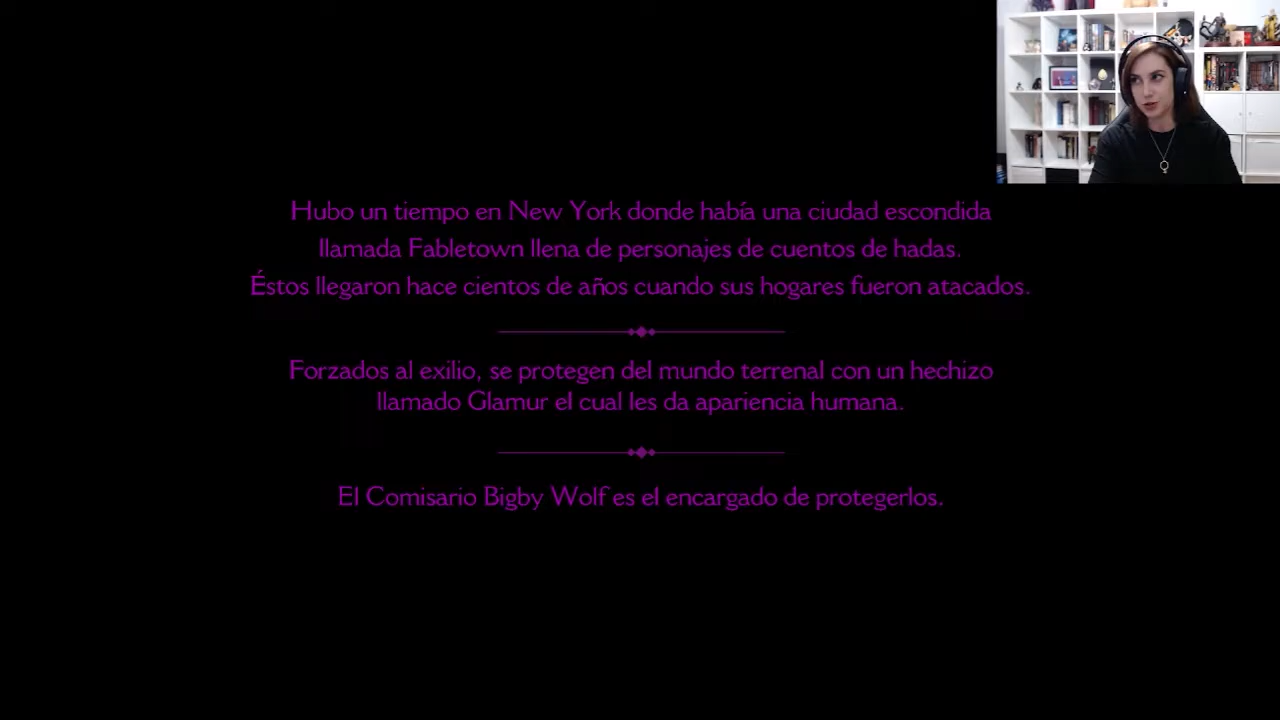 Hubo un tiempo en New York donde había una ciudad escondida
llamada Fabletown llena de personajes de cuentos de hadas.
Éstos llegaron hace cientos de años cuando sus hogares fueron atacados.
Forzados al exilio, se protegen del mundo terrenal con un hechizo
llamado Glamur el cual les da apariencia humana.
El Comisario Bigby Wolf es el encargado de protegerlos.